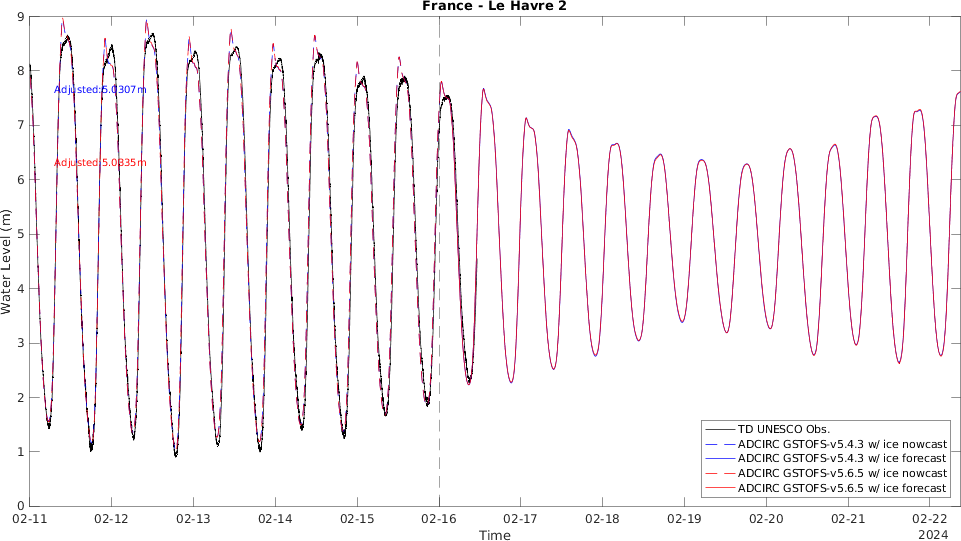 France - Le Havre 2
9
8
7
6
5
4
3
2
1
0
Water Level (m)
Adjusted:5.0307m
Adjusted:5.0335m
TD UNESCO Obs.
ADCIRC GSTOFS-v5.4.3 w/ ice nowcast
ADCIRC GSTOFS-v5.4.3 w/ ice forecast
ADCIRC GSTOFS-v5.6.5 w/ ice nowcast
ADCIRC GSTOFS-v5.6.5 w/ ice forecast
02-11 02-12 02-13 02-14 02-15 02-16 02-17 02-18 02-19 02-20 02-21 02-22
Time
2024